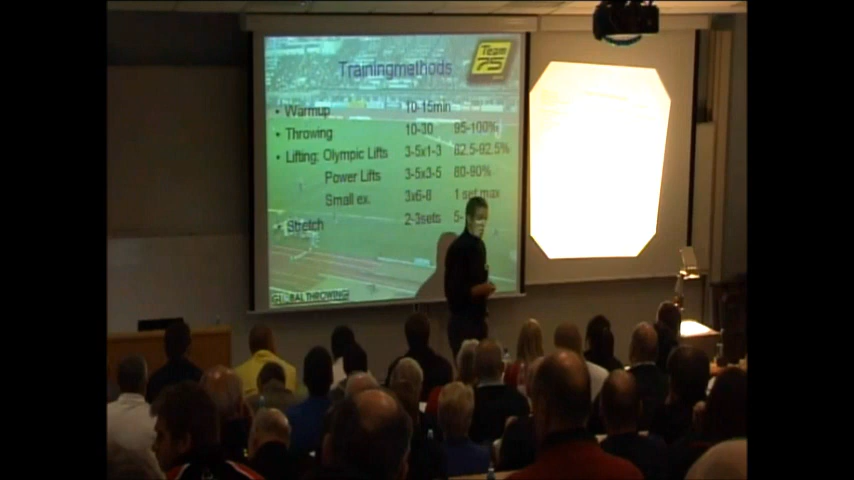 Team
75
Trainingmethods
• Warmup 10-15min
• Throwing 10-30 95-100%
• Lifting: Olympic Lifts 3-5x1-3 82.5-92.5%
Power Lifts 3-5x3-5 80-90%
Small ex. 3x6-8 1 set max
• Stretch 2-3sets 5-
GLOBAL THROWING